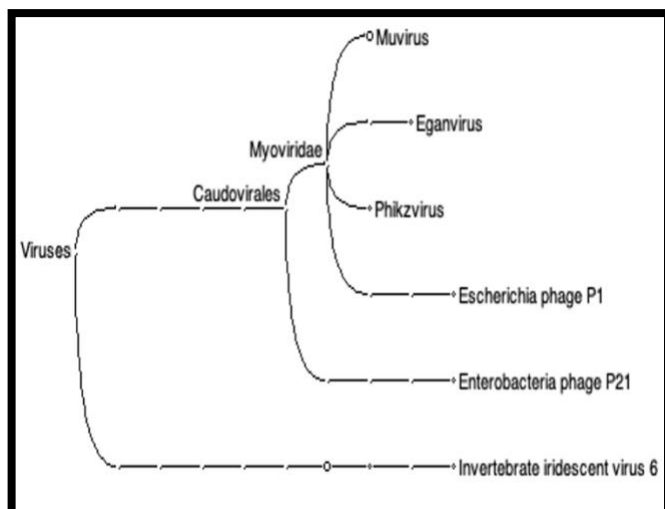 Muvirus
Eganvirus
Myoviridae
Caudovirales
Phikzvirus
Viruses
Escherichia phage P1
Enterobacteria phage P21
Invertebrate iridescent virus 6